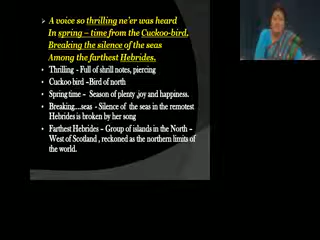 A voice so thrilling ne'er was heard
In spring – time from the Cuckoo-bird,
Breaking the silence of the seas
Among the farthest Hebrides.
Thrilling - Full of shrill notes, piercing
Cuckoo bird –Bird of north
Spring time – Season of plenty ,joy and happiness.
Breaking...seas - Silence of the seas in the remotest
Hebrides is broken by her song
Farthest Hebrides – Group of islands in the North –
West of Scotland , reckoned as the northern limits of
the world.